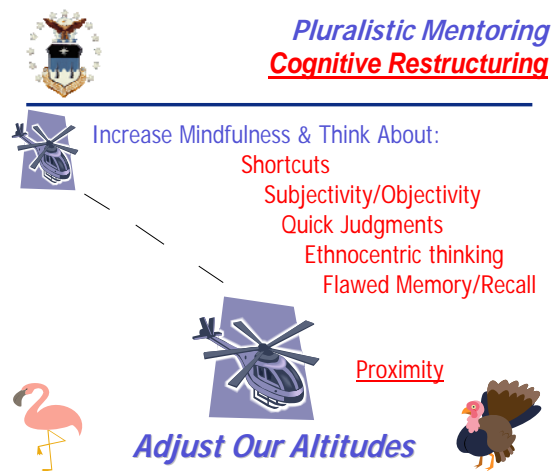 Pluralistic Mentoring
Cognitive Restructuring
Increase Mindfulness & Think About:
Shortcuts
Subjectivity/Objectivity
Quick Judgments
Ethnocentric thinking
Flawed Memory/Recall
Proximity
Adjust Our Altitudes